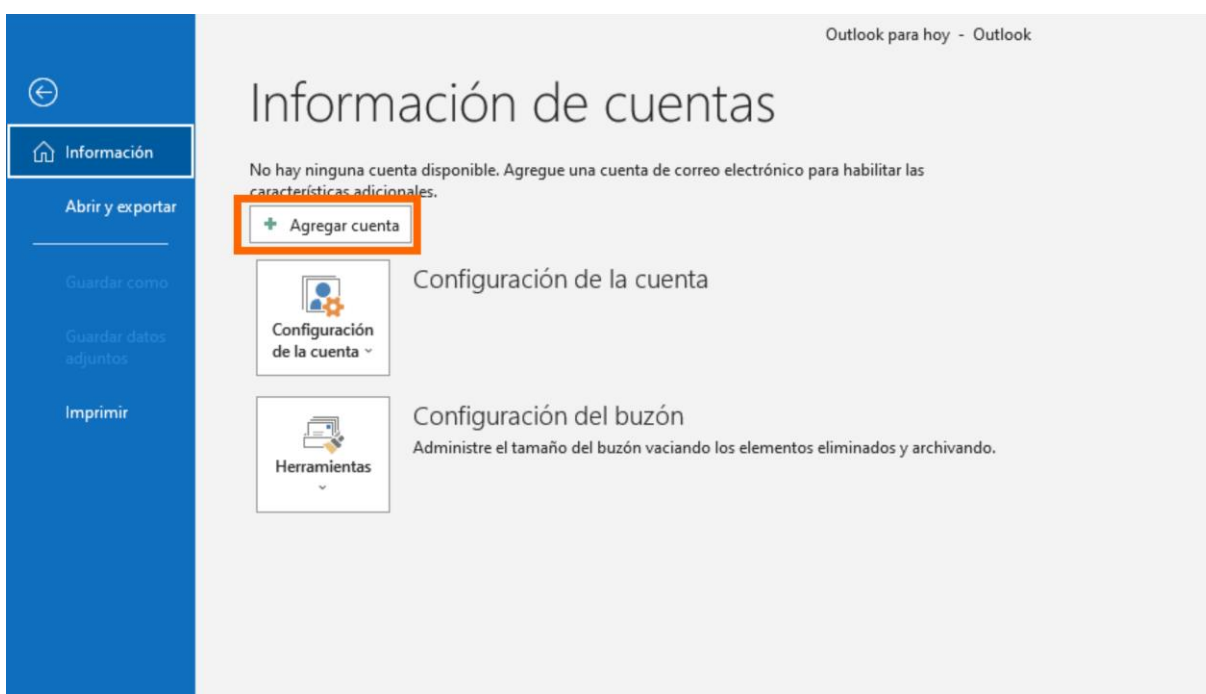 Outlook para hoy - Outlook
Información de cuentas
Información
No hay ninguna cuenta disponible. Agregue una cuenta de correo electrónico para habilitar las
características adicionales.
Abrir y exportar
Agregar cuenta
Guardar como
Configuración de la cuenta
Configuración
de la cuenta
Guardar datos
adjuntos
Imprimir
Configuración del buzón
Administre el tamaño del buzón vaciando los elementos eliminados y archivando.
Herramientas